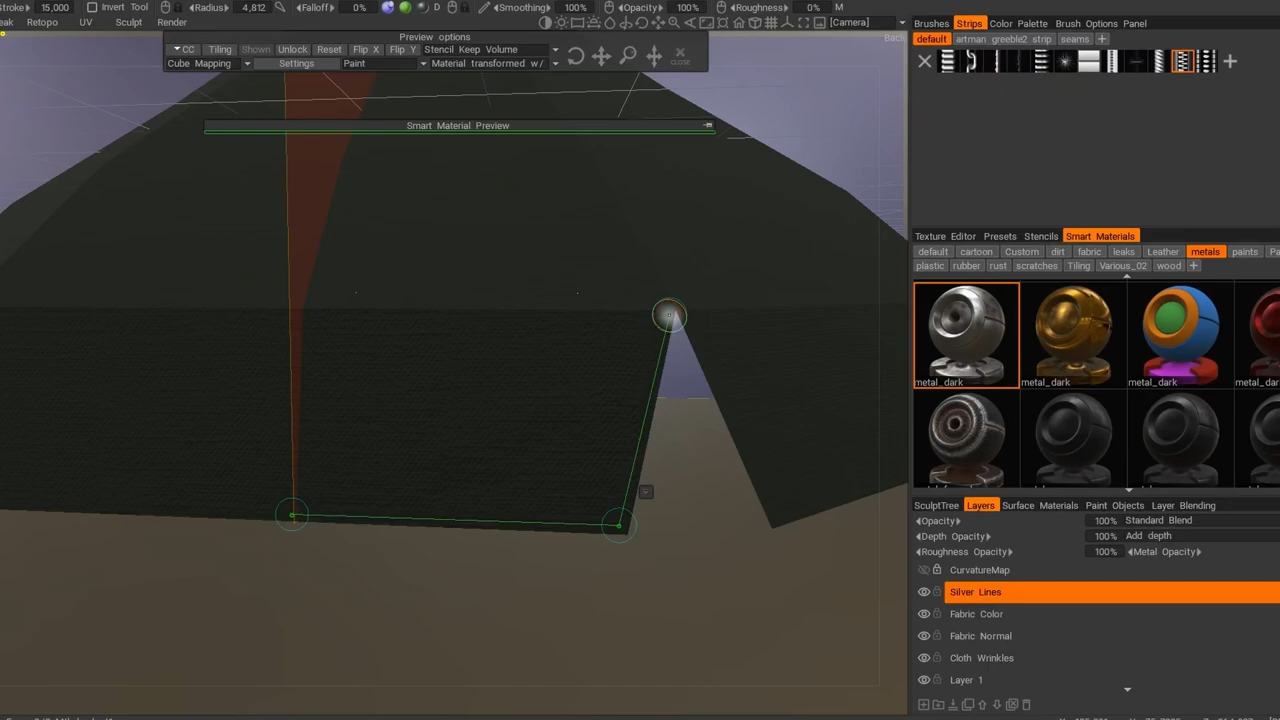 Stroke 15,000 Invert Tool Radius 4,812 Falloff 0% D Smoothing 100% Opacity 100% Roughness 0% M
Retopo UV Sculpt Render
[Camera]
Preview options
CC Tiling Shown Unlock Reset Flip X Flip Y Stencil Keep Volume
Cube Mapping Settings Paint Material transformed w/
CLOSE
Smart Material Preview
Brushes Strips Color Palette Brush Options Panel
default artman greeble2 strip seams
Texture Editor Presets Stencils Smart Materials
default cartoon Custom dirt fabric leaks Leather metals paints
plastic rubber rust scratches Tiling Various_02 wood
metal_dark metal_dark metal_dark
SculptTree Layers Surface Materials Paint Objects Layer Blending
Opacity 100% Standard Blend
Depth Opacity 100% Add depth
Roughness Opacity 100% Metal Opacity
CurvatureMap
Silver Lines
Fabric Color
Fabric Normal
Cloth Wrinkles
Layer 1